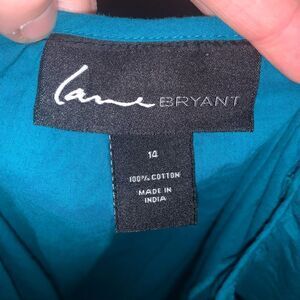 Lane BRYANT
14
100% COTTON
MADE IN
INDIA